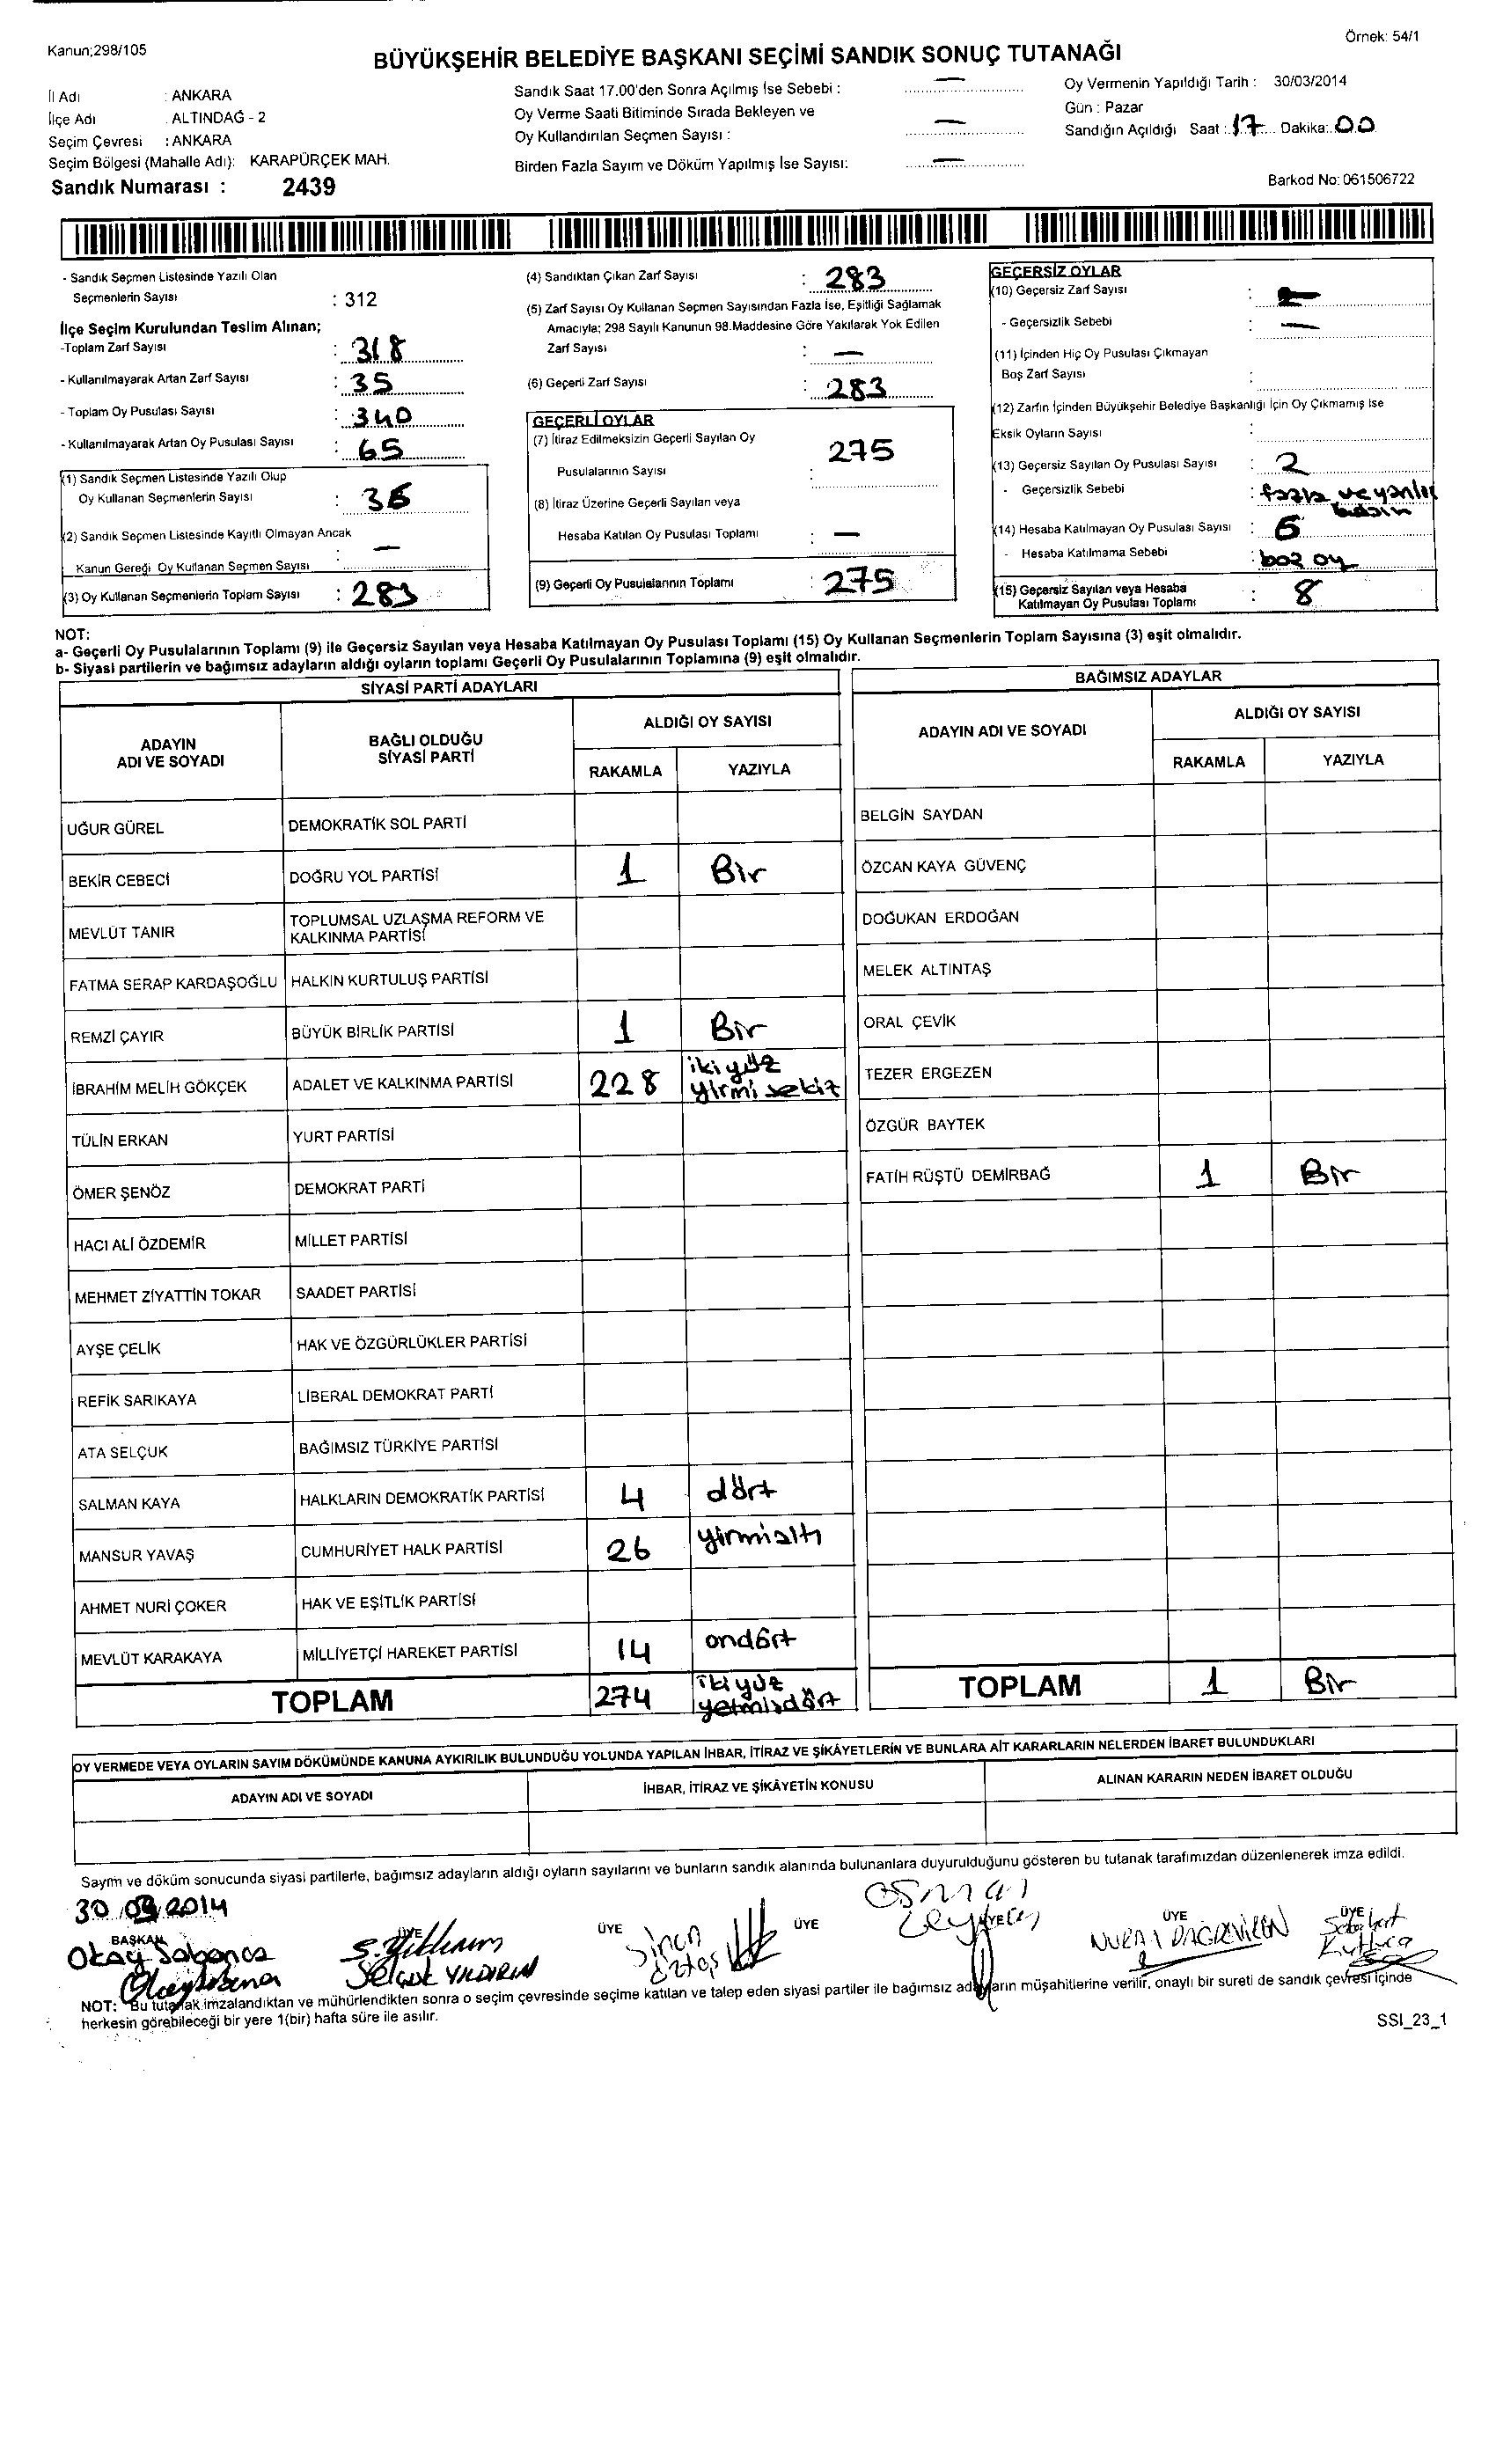 Kanun;298/105
Örnek: 54/1
BÜYÜKŞEHİR BELEDİYE BAŞKANI SEÇİMİ SANDIK SONUÇ TUTANAĞI
İl Adı : ANKARA
İlçe Adı : ALTINDAĞ - 2
Seçim Çevresi : ANKARA
Seçim Bölgesi (Mahalle Adı): KARAPÜRÇEK MAH.
Sandık Numarası : 2439
Sandık Saat 17.00'den Sonra Açılmış İse Sebebi : —
Oy Verme Saati Bitiminde Sırada Bekleyen ve
Oy Kullandırılan Seçmen Sayısı : —
Birden Fazla Sayım ve Döküm Yapılmış İse Sayısı: —
Oy Vermenin Yapıldığı Tarih : 30/03/2014
Gün : Pazar
Sandığın Açıldığı Saat : 17 Dakika: 00
Barkod No: 061506722
- Sandık Seçmen Listesinde Yazılı Olan
Seçmenlerin Sayısı : 312
İlçe Seçim Kurulundan Teslim Alınan;
-Toplam Zarf Sayısı : 318
- Kullanılmayarak Artan Zarf Sayısı : 35
- Toplam Oy Pusulası Sayısı : 340
- Kullanılmayarak Artan Oy Pusulası Sayısı : 65
(1) Sandık Seçmen Listesinde Yazılı Olup
Oy Kullanan Seçmenlerin Sayısı : 36
(2) Sandık Seçmen Listesinde Kayıtlı Olmayan Ancak
Kanun Gereği Oy Kullanan Seçmen Sayısı : —
(3) Oy Kullanan Seçmenlerin Toplam Sayısı : 283
(4) Sandıktan Çıkan Zarf Sayısı : 283
(5) Zarf Sayısı Oy Kullanan Seçmen Sayısından Fazla İse, Eşitliği Sağlamak
Amacıyla; 298 Sayılı Kanunun 98.Maddesine Göre Yakılarak Yok Edilen
Zarf Sayısı : —
(6) Geçerli Zarf Sayısı : 283
GEÇERLİ OYLAR
(7) İtiraz Edilmeksizin Geçerli Sayılan Oy
Pusulalarının Sayısı : 275
(8) İtiraz Üzerine Geçerli Sayılan veya
Hesaba Katılan Oy Pusulası Toplamı : —
(9) Geçerli Oy Pusulalarının Toplamı : 275
GEÇERSİZ OYLAR
(10) Geçersiz Zarf Sayısı : —
- Geçersizlik Sebebi : —
(11) İçinden Hiç Oy Pusulası Çıkmayan
Boş Zarf Sayısı :
(12) Zarfın İçinden Büyükşehir Belediye Başkanlığı İçin Oy Çıkmamış İse
Eksik Oyların Sayısı :
(13) Geçersiz Sayılan Oy Pusulası Sayısı : 2
- Geçersizlik Sebebi : fazla ve yanlış
basım
(14) Hesaba Katılmayan Oy Pusulası Sayısı : 6
- Hesaba Katılmama Sebebi : boz oy
(15) Geçersiz Sayılan veya Hesaba
Katılmayan Oy Pusulası Toplamı : 8
NOT:
a- Geçerli Oy Pusulalarının Toplamı (9) ile Geçersiz Sayılan veya Hesaba Katılmayan Oy Pusulası Toplamı (15) Oy Kullanan Seçmenlerin Toplam Sayısına (3) eşit olmalıdır.
b- Siyasi partilerin ve bağımsız adayların aldığı oyların toplamı Geçerli Oy Pusulalarının Toplamına (9) eşit olmalıdır.
SİYASİ PARTİ ADAYLARI
ADAYIN
ADI VE SOYADI
BAĞLI OLDUĞU
SİYASİ PARTİ
ALDIĞI OY SAYISI
RAKAMLA YAZIYLA
UĞUR GÜREL DEMOKRATİK SOL PARTİ
BEKİR CEBECİ DOĞRU YOL PARTİSİ 1 Bir
MEVLÜT TANIR TOPLUMSAL UZLAŞMA REFORM VE
KALKINMA PARTİSİ
FATMA SERAP KARDAŞOĞLU HALKIN KURTULUŞ PARTİSİ
REMZİ ÇAYIR BÜYÜK BİRLİK PARTİSİ 1 Bir
İBRAHİM MELİH GÖKÇEK ADALET VE KALKINMA PARTİSİ 228 iki yüz
yirmi sekiz
TÜLİN ERKAN YURT PARTİSİ
ÖMER ŞENÖZ DEMOKRAT PARTİ
HACI ALİ ÖZDEMİR MİLLET PARTİSİ
MEHMET ZİYATTİN TOKAR SAADET PARTİSİ
AYŞE ÇELİK HAK VE ÖZGÜRLÜKLER PARTİSİ
REFİK SARIKAYA LİBERAL DEMOKRAT PARTİ
ATA SELÇUK BAĞIMSIZ TÜRKİYE PARTİSİ
SALMAN KAYA HALKLARIN DEMOKRATİK PARTİSİ 4 dört
MANSUR YAVAŞ CUMHURİYET HALK PARTİSİ 26 yirmialtı
AHMET NURİ ÇOKER HAK VE EŞİTLİK PARTİSİ
MEVLÜT KARAKAYA MİLLİYETÇİ HAREKET PARTİSİ 14 ondört
TOPLAM 274 iki yüz
yetmişdört
BAĞIMSIZ ADAYLAR
ADAYIN ADI VE SOYADI
ALDIĞI OY SAYISI
RAKAMLA YAZIYLA
BELGİN SAYDAN
ÖZCAN KAYA GÜVENÇ
DOĞUKAN ERDOĞAN
MELEK ALTINTAŞ
ORAL ÇEVİK
TEZER ERGEZEN
ÖZGÜR BAYTEK
FATİH RÜŞTÜ DEMİRBAĞ 1 Bir
TOPLAM 1 Bir
OY VERMEDE VEYA OYLARIN SAYIM DÖKÜMÜNDE KANUNA AYKIRILIK BULUNDUĞU YOLUNDA YAPILAN İHBAR, İTİRAZ VE ŞİKÂYETLERİN VE BUNLARA AİT KARARLARIN NELERDEN İBARET BULUNDUKLARI
ADAYIN ADI VE SOYADI İHBAR, İTİRAZ VE ŞİKÂYETİN KONUSU ALINAN KARARIN NEDEN İBARET OLDUĞU
Sayım ve döküm sonucunda siyasi partilerle, bağımsız adayların aldığı oyların sayılarını ve bunların sandık alanında bulunanlara duyurulduğunu gösteren bu tutanak tarafımızdan düzenlenerek imza edildi.
30/03/2014
BAŞKAN ÜYE ÜYE ÜYE ÜYE ÜYE ÜYE
Okay Sabanca
S. Yıldırım
Selçuk YILDIRIM
Sinan
Osman
NURAY
Kutluca
NOT: Bu tutanak imzalandıktan ve mühürlendikten sonra o seçim çevresinde seçime katılan ve talep eden siyasi partiler ile bağımsız adayların müşahitlerine verilir, onaylı bir sureti de sandık çevresi içinde
herkesin görebileceği bir yere 1(bir) hafta süre ile asılır.
SSI_23_1